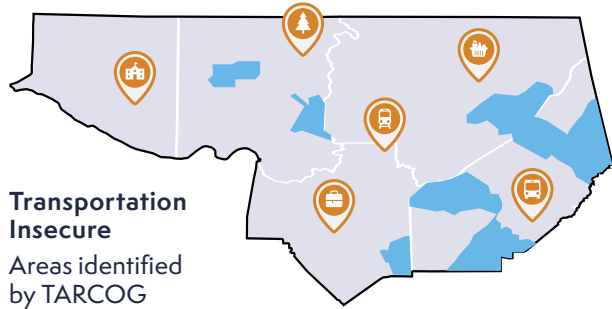 Transportation
Insecure
Areas identified
by TARCOG